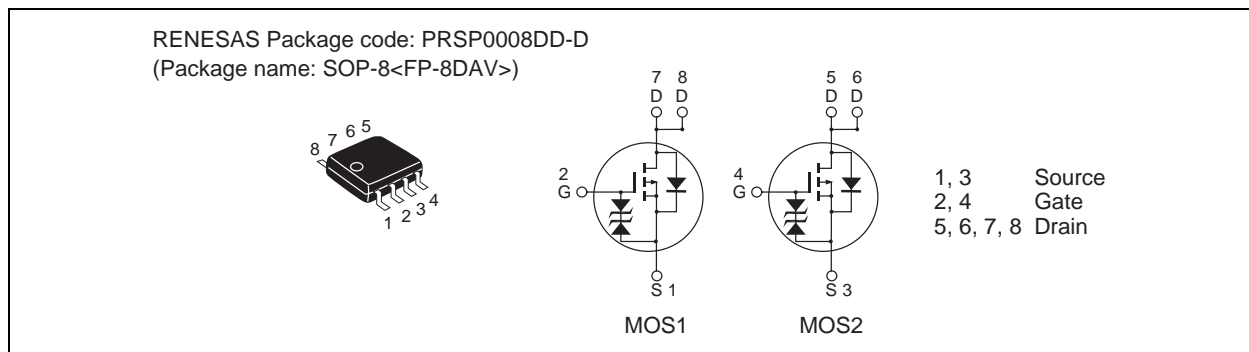 RENESAS Package code: PRSP0008DD-D
(Package name: SOP-8<FP-8DAV>)
8 7 6 5
1 2 3 4
7 8
D D
2
G
S 1
MOS1
5 6
D D
4
G
S 3
MOS2
1, 3 Source
2, 4 Gate
5, 6, 7, 8 Drain